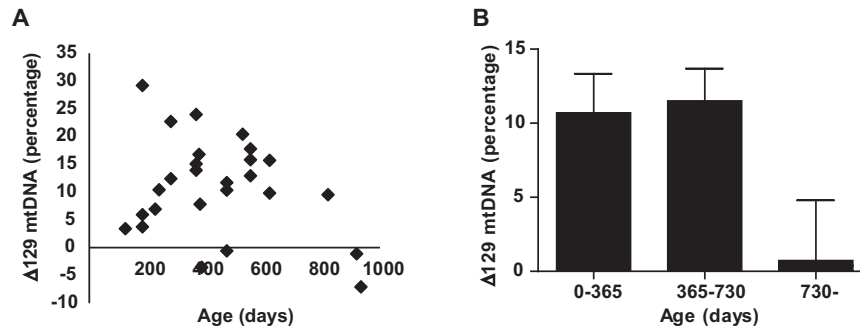 A
Δ129 mtDNA (percentage)
35
30
25
20
15
10
5
0
-5
-10
200 400 600 800 1000
Age (days)
B
Δ129 mtDNA (percentage)
15
10
5
0
0-365 365-730 730-
Age (days)